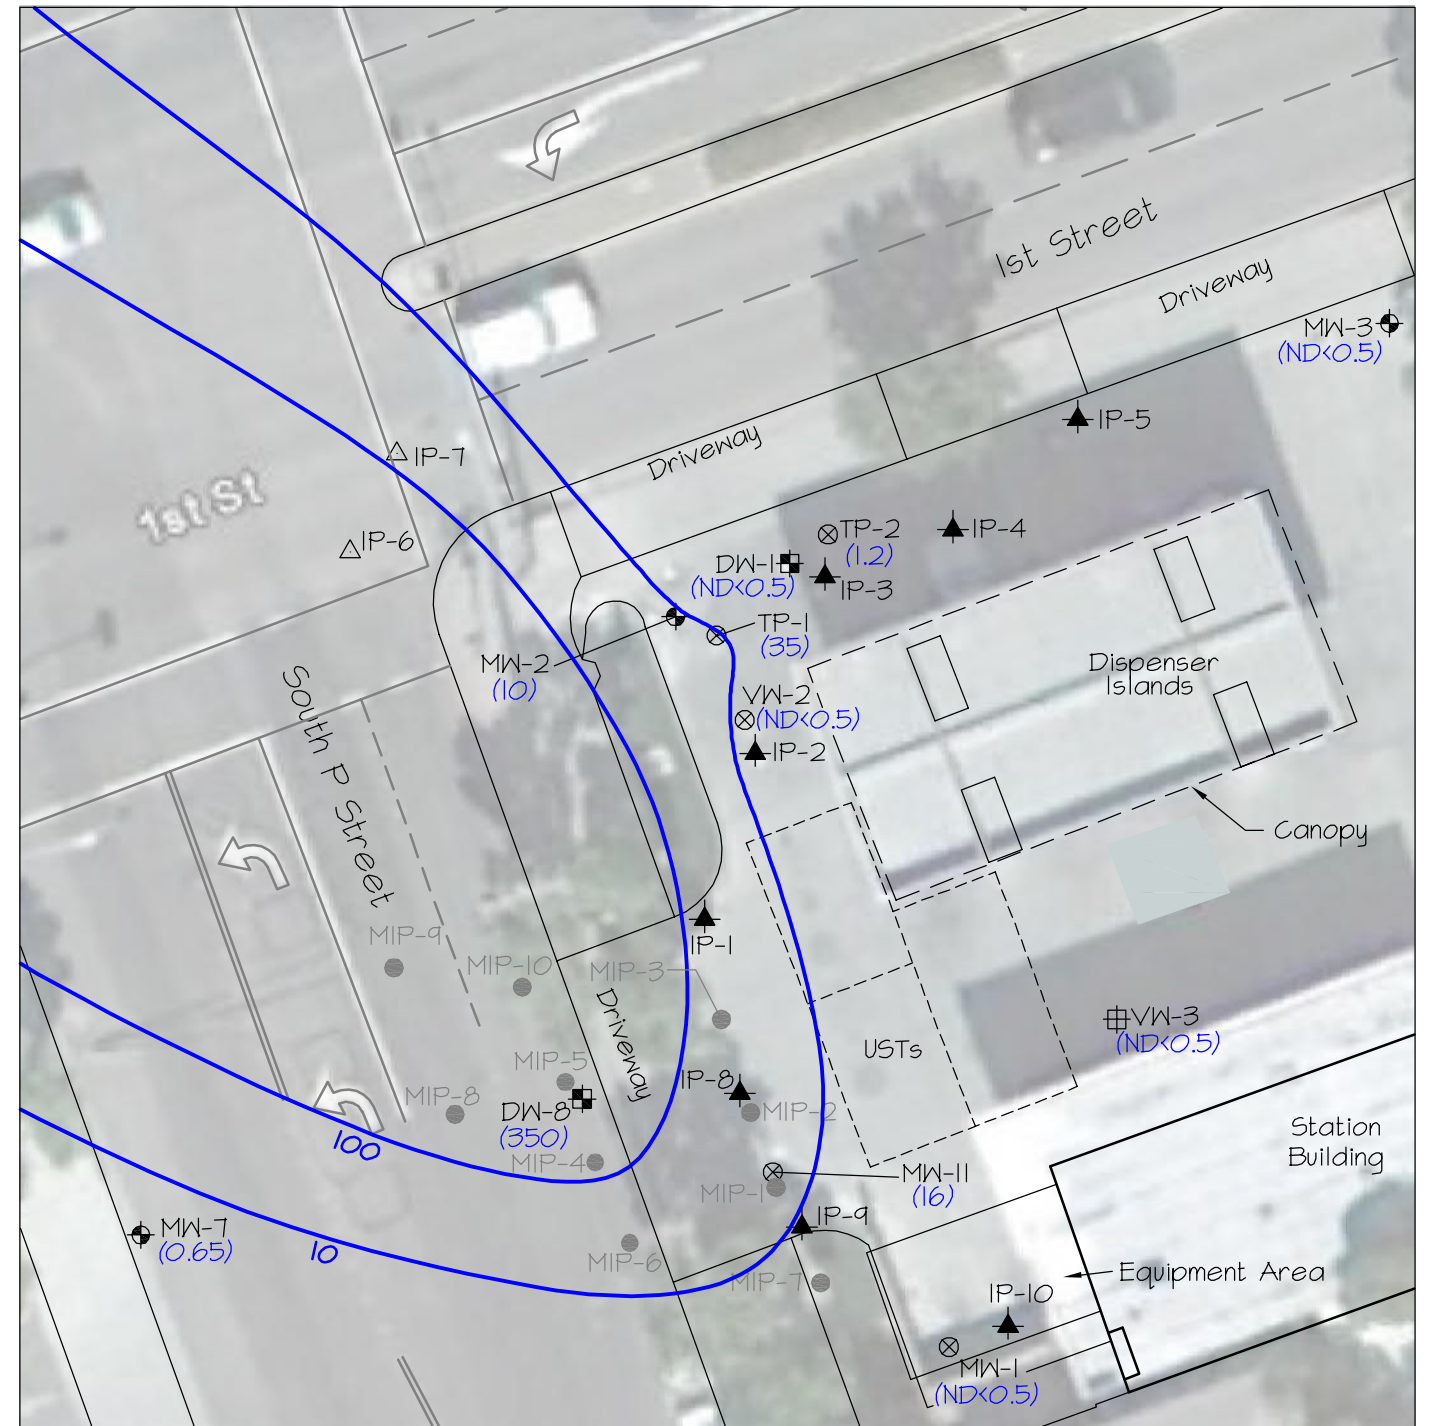 1st Street
Driveway
MW-3
(ND<0.5)
IP-5
Driveway
IP-7
1st St
IP-6
TP-2
(1.2)
IP-4
DW-1
(ND<0.5)
IP-3
TP-1
(35)
MW-2
(10)
Dispenser
Islands
VW-2
(ND<0.5)
IP-2
South P Street
Canopy
IP-1
MIP-9
MIP-10
MIP-3
Driveway
VW-3
(ND<0.5)
USTs
MIP-5
IP-8
MIP-8
DW-8
(350)
MIP-2
100
MIP-4
Station
Building
MW-11
(16)
MIP-1
IP-9
MW-7
(0.65)
10
MIP-6
MIP-7
Equipment Area
IP-10
MW-1
(ND<0.5)